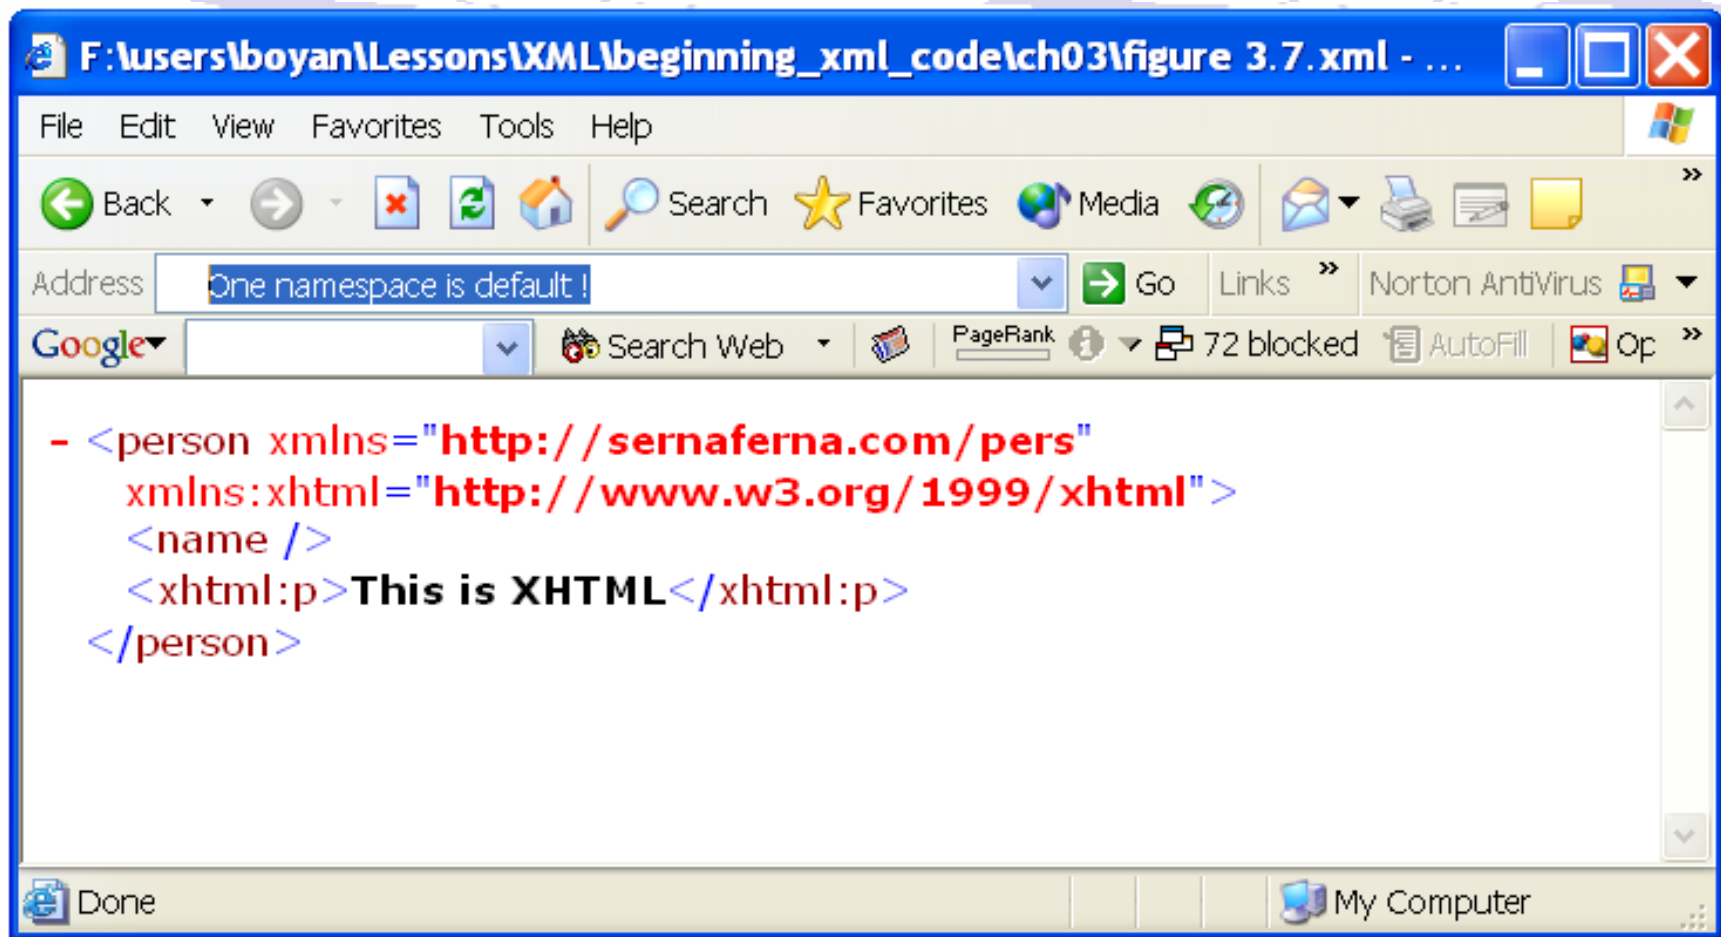 F:\users\boyan\Lessons\XML\beginning_xml_code\ch03\figure 3.7.xml - ...
File Edit View Favorites Tools Help
Back Search Favorites Media »
Address One namespace is default ! Go Links » Norton AntiVirus
Google Search Web PageRank 72 blocked AutoFill Op »
- <person xmlns="http://sernaferna.com/pers"
xmlns:xhtml="http://www.w3.org/1999/xhtml">
<name />
<xhtml:p>This is XHTML</xhtml:p>
</person>
Done My Computer